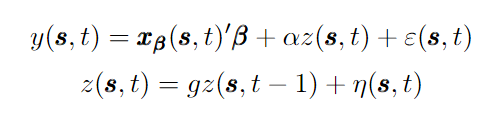 y(𝒔, t) = 𝒙_𝜷(𝒔, t)′𝜷 + αz(𝒔, t) + ε(𝒔, t)
z(𝒔, t) = gz(𝒔, t − 1) + η(𝒔, t)